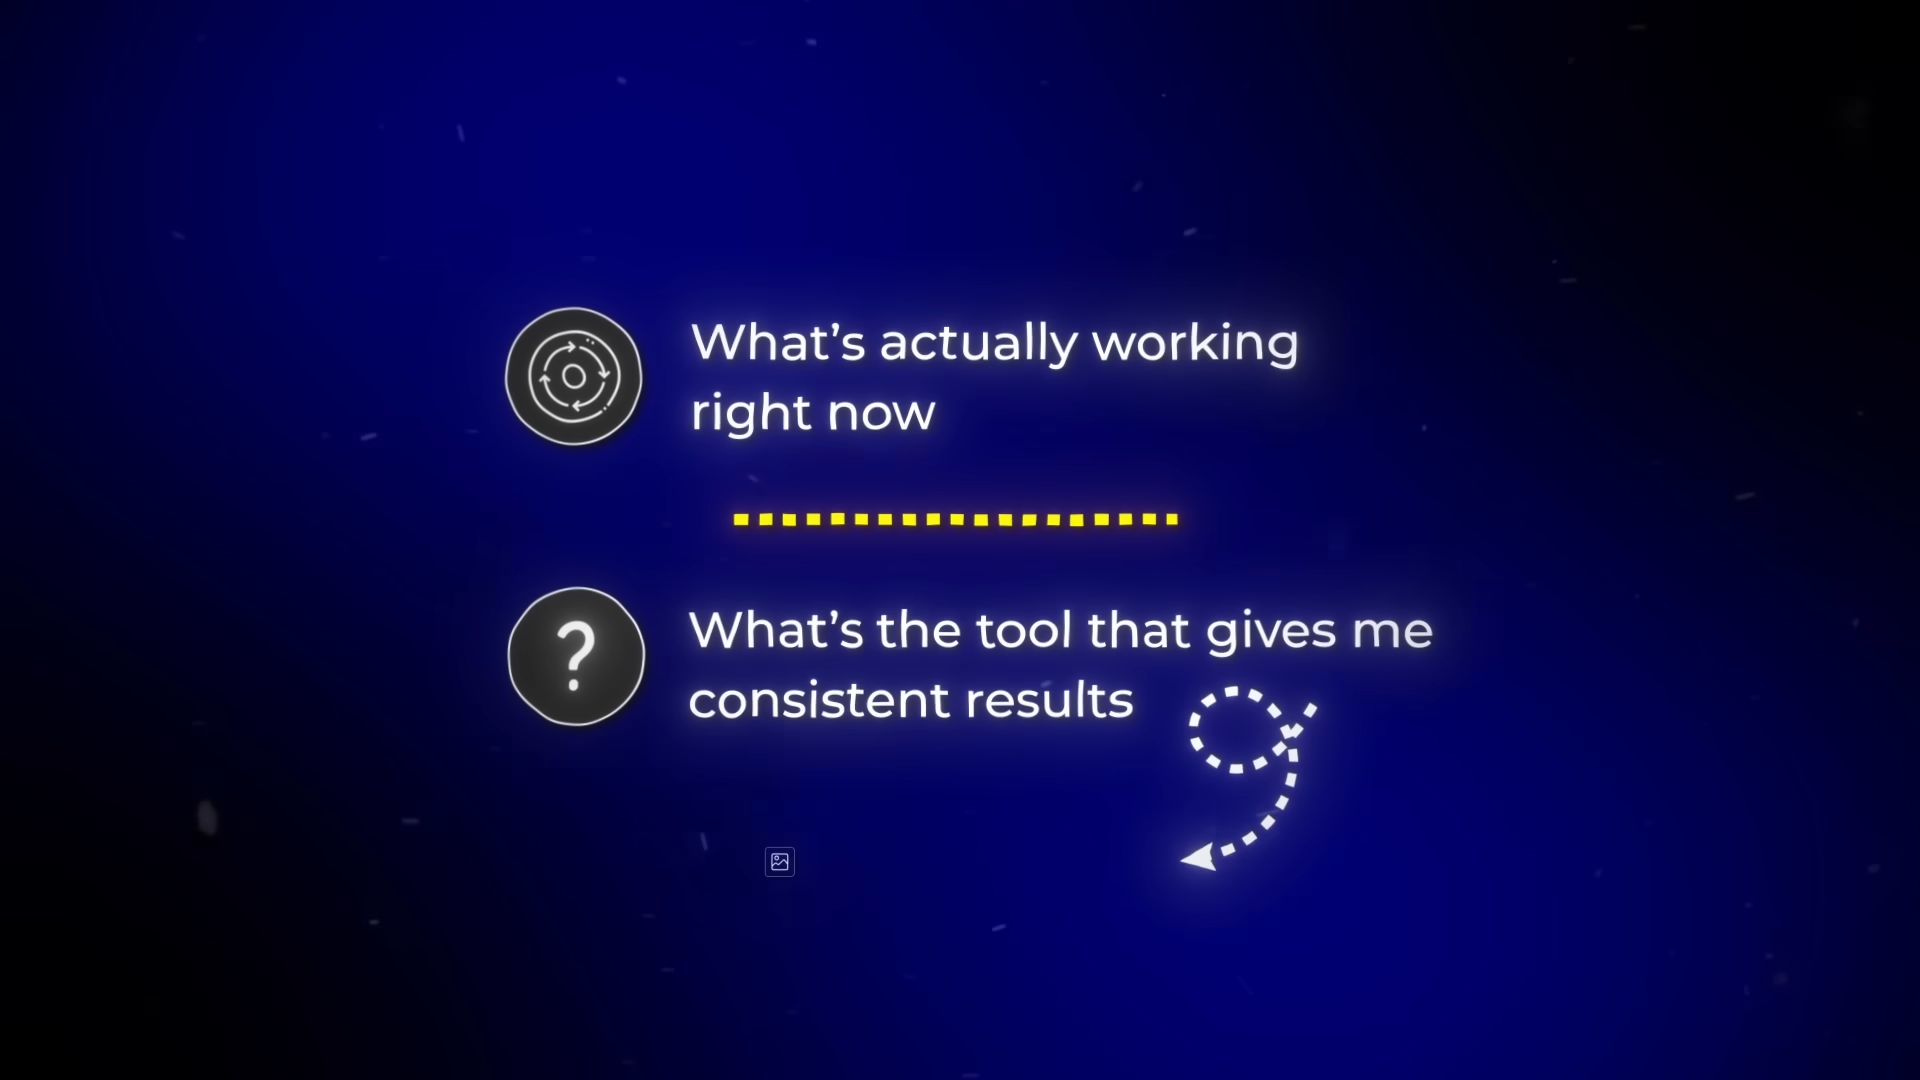 What’s actually working
right now
?
What’s the tool that gives me
consistent results